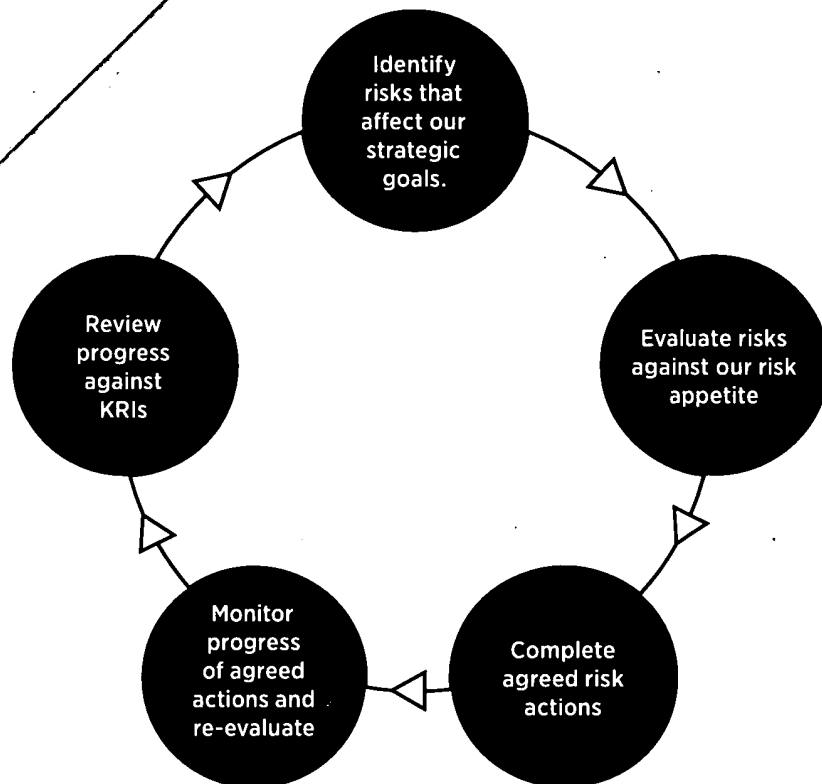 Identify
risks that
affect our
strategic
goals.
Evaluate risks
against our risk
appetite
Complete
agreed risk
actions
Monitor
progress
of agreed
actions and
re-evaluate
Review
progress
against
KRIs